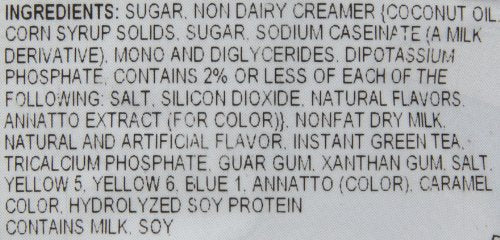 INGREDIENTS: SUGAR, NON DAIRY CREAMER {COCONUT OIL
CORN SYRUP SOLIDS, SUGAR, SODIUM CASEINATE (A MILK
DERIVATIVE), MONO AND DIGLYCERIDES, DIPOTASSIUM
PHOSPHATE, CONTAINS 2% OR LESS OF EACH OF THE
FOLLOWING: SALT, SILICON DIOXIDE, NATURAL FLAVORS,
ANNATTO EXTRACT (FOR COLOR)}, NONFAT DRY MILK,
NATURAL AND ARTIFICIAL FLAVOR, INSTANT GREEN TEA,
TRICALCIUM PHOSPHATE, GUAR GUM, XANTHAN GUM, SALT,
YELLOW 5, YELLOW 6, BLUE 1, ANNATTO (COLOR), CARAMEL
COLOR, HYDROLYZED SOY PROTEIN
CONTAINS MILK, SOY